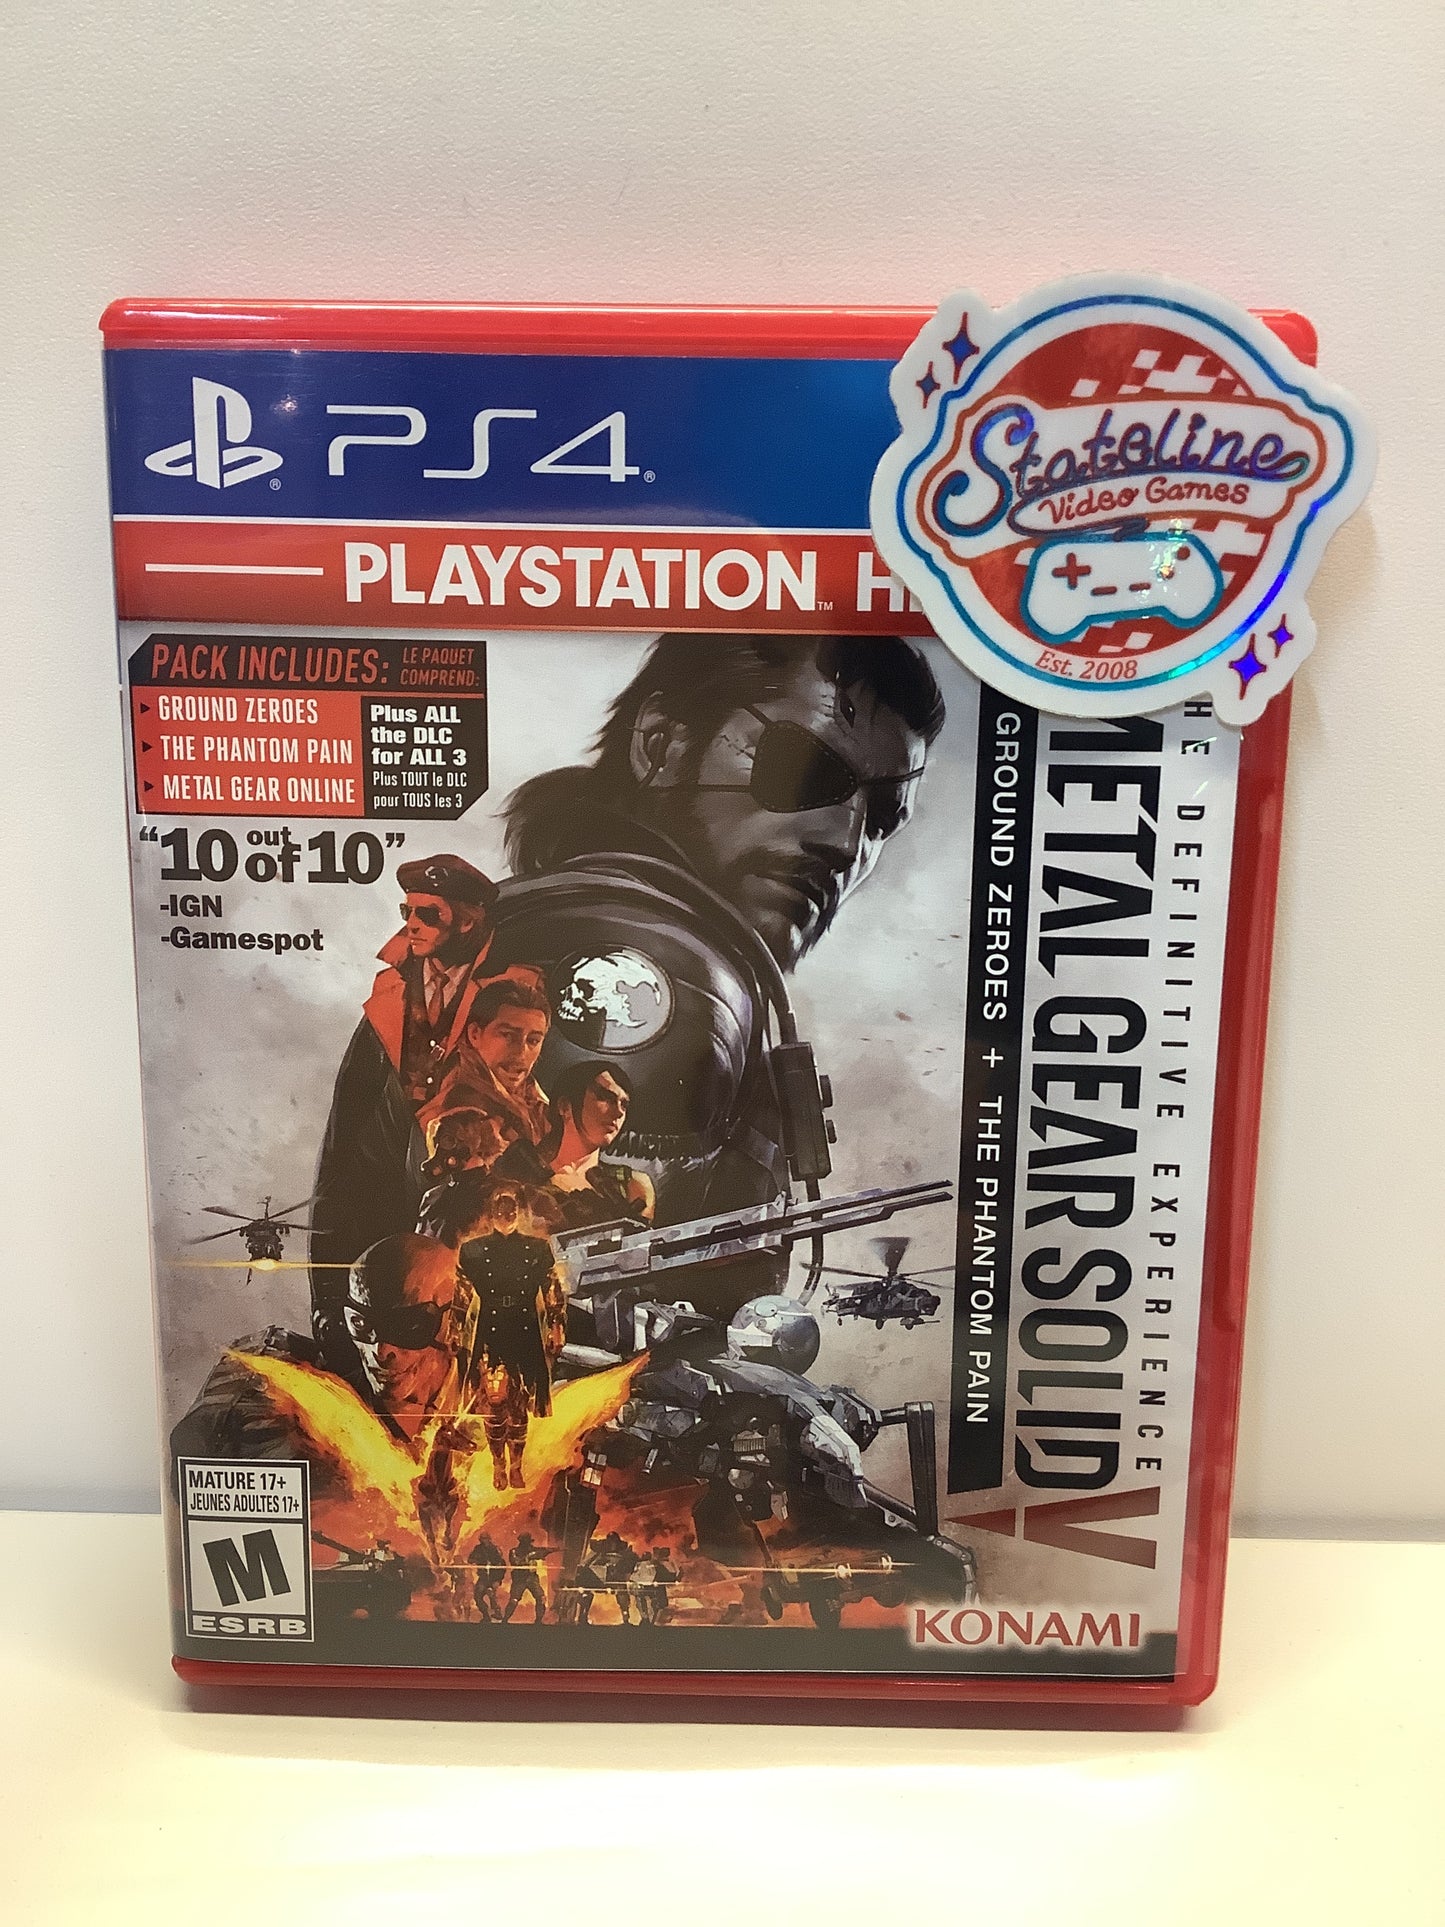 PS4
PLAYSTATION™
Stateline
Video Games
Est. 2008
PACK INCLUDES: LE PAQUET COMPREND:
GROUND ZEROES
THE PHANTOM PAIN
METAL GEAR ONLINE
Plus ALL
the DLC
for ALL 3
Plus TOUT le DLC
pour TOUS les 3
"10 out of 10"
-IGN
-Gamespot
DEFINITIVE EXPERIENCE
METAL GEAR SOLID V
GROUND ZEROES + THE PHANTOM PAIN
MATURE 17+
JEUNES ADULTES 17+
M
ESRB
KONAMI